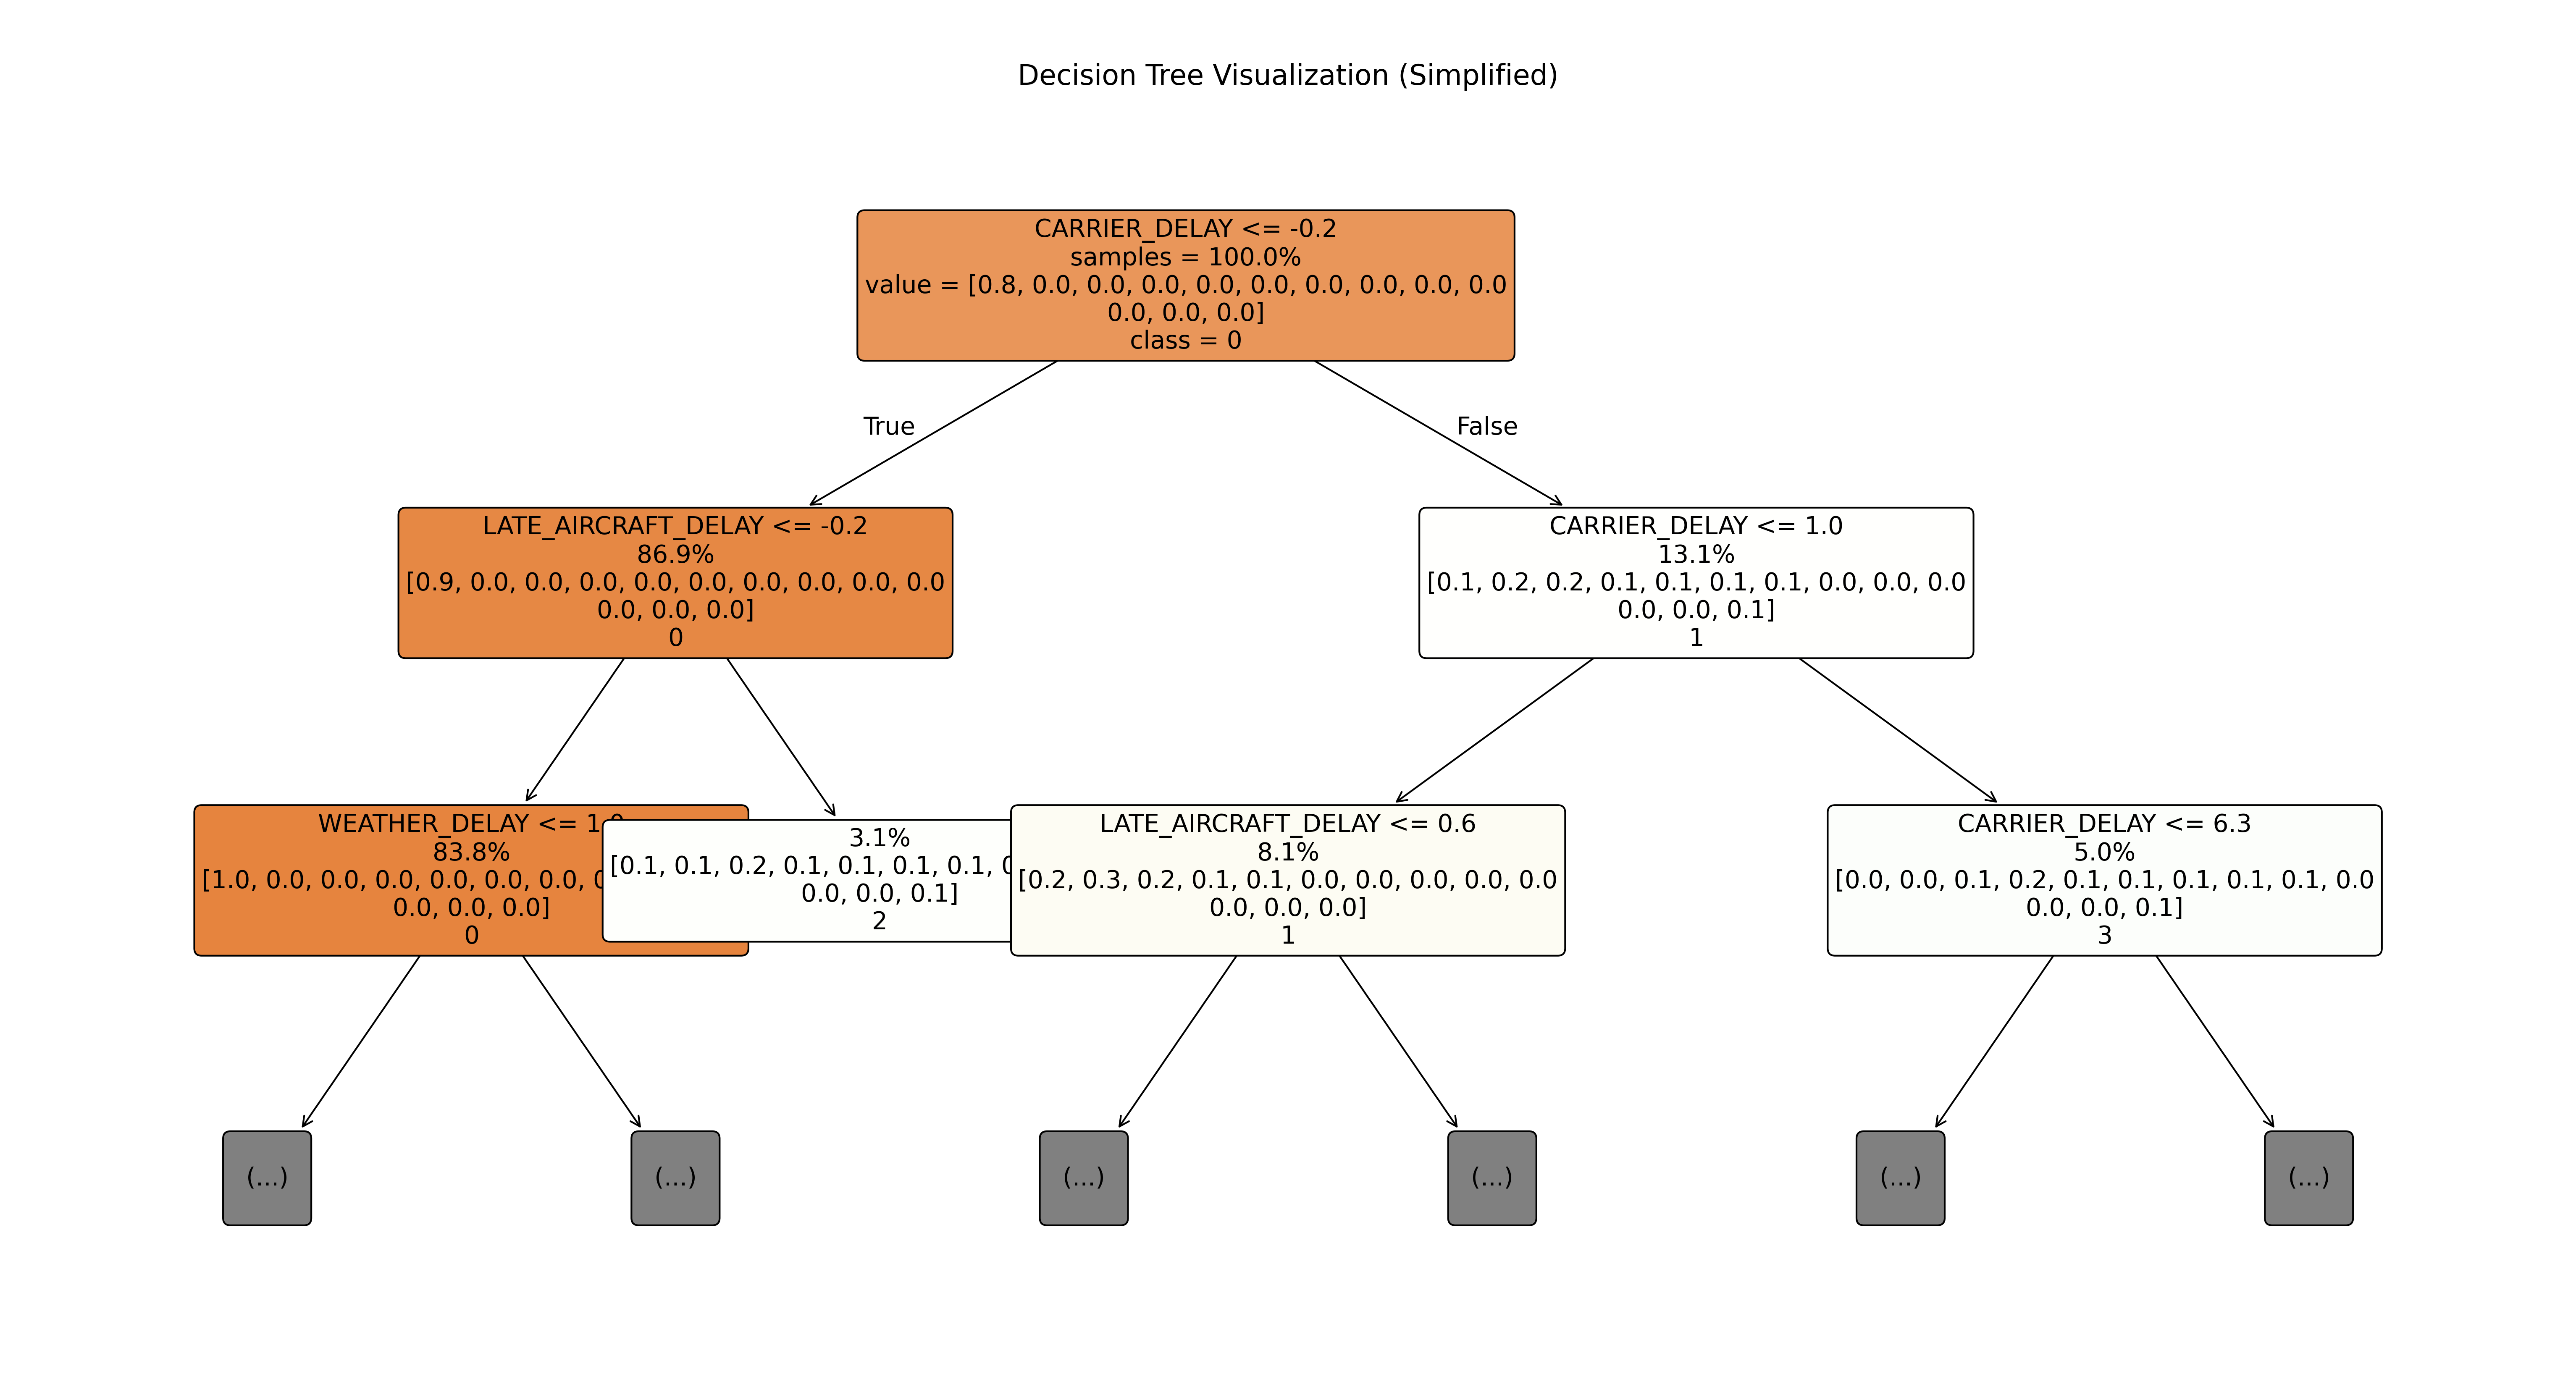 Decision Tree Visualization (Simplified)
CARRIER_DELAY <= -0.2
samples = 100.0%
value = [0.8, 0.0, 0.0, 0.0, 0.0, 0.0, 0.0, 0.0, 0.0, 0.0
0.0, 0.0, 0.0]
class = 0
True
False
LATE_AIRCRAFT_DELAY <= -0.2
86.9%
[0.9, 0.0, 0.0, 0.0, 0.0, 0.0, 0.0, 0.0, 0.0, 0.0
0.0, 0.0, 0.0]
0
CARRIER_DELAY <= 1.0
13.1%
[0.1, 0.2, 0.2, 0.1, 0.1, 0.1, 0.1, 0.0, 0.0, 0.0
0.0, 0.0, 0.1]
1
WEATHER_DELAY <= 
83.8%
[1.0, 0.0, 0.0, 0.0, 0.0, 0.0, 0.0,
0.0, 0.0, 0.0]
0
3.1%
[0.1, 0.1, 0.2, 0.1, 0.1, 0.1, 0.1,
0.0, 0.0, 0.1]
2
LATE_AIRCRAFT_DELAY <= 0.6
8.1%
[0.2, 0.3, 0.2, 0.1, 0.1, 0.0, 0.0, 0.0, 0.0, 0.0
0.0, 0.0, 0.0]
1
CARRIER_DELAY <= 6.3
5.0%
[0.0, 0.0, 0.1, 0.2, 0.1, 0.1, 0.1, 0.1, 0.1, 0.0
0.0, 0.0, 0.1]
3
(...)
(...)
(...)
(...)
(...)
(...)